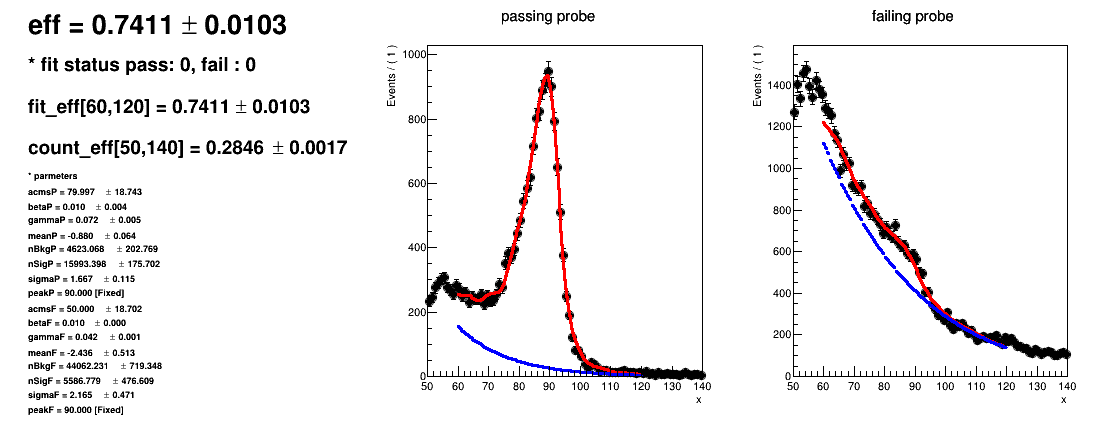 eff = 0.7411 ± 0.0103
* fit status pass: 0, fail : 0
fit_eff[60,120] = 0.7411 ± 0.0103
count_eff[50,140] = 0.2846 ± 0.0017
* parmeters
acmsP = 79.997 ± 18.743
betaP = 0.010 ± 0.004
gammaP = 0.072 ± 0.005
meanP = -0.880 ± 0.064
nBkgP = 4623.068 ± 202.769
nSigP = 15993.398 ± 175.702
sigmaP = 1.667 ± 0.115
peakP = 90.000 [Fixed]
acmsF = 50.000 ± 18.702
betaF = 0.010 ± 0.000
gammaF = 0.042 ± 0.001
meanF = -2.436 ± 0.513
nBkgF = 44062.231 ± 719.348
nSigF = 5586.779 ± 476.609
sigmaF = 2.165 ± 0.471
peakF = 90.000 [Fixed]
passing probe
Events / ( 1 )
1000
800
600
400
200
0
50 60 70 80 90 100 110 120 130 140
x
failing probe
Events / ( 1 )
1400
1200
1000
800
600
400
200
0
50 60 70 80 90 100 110 120 130 140
x